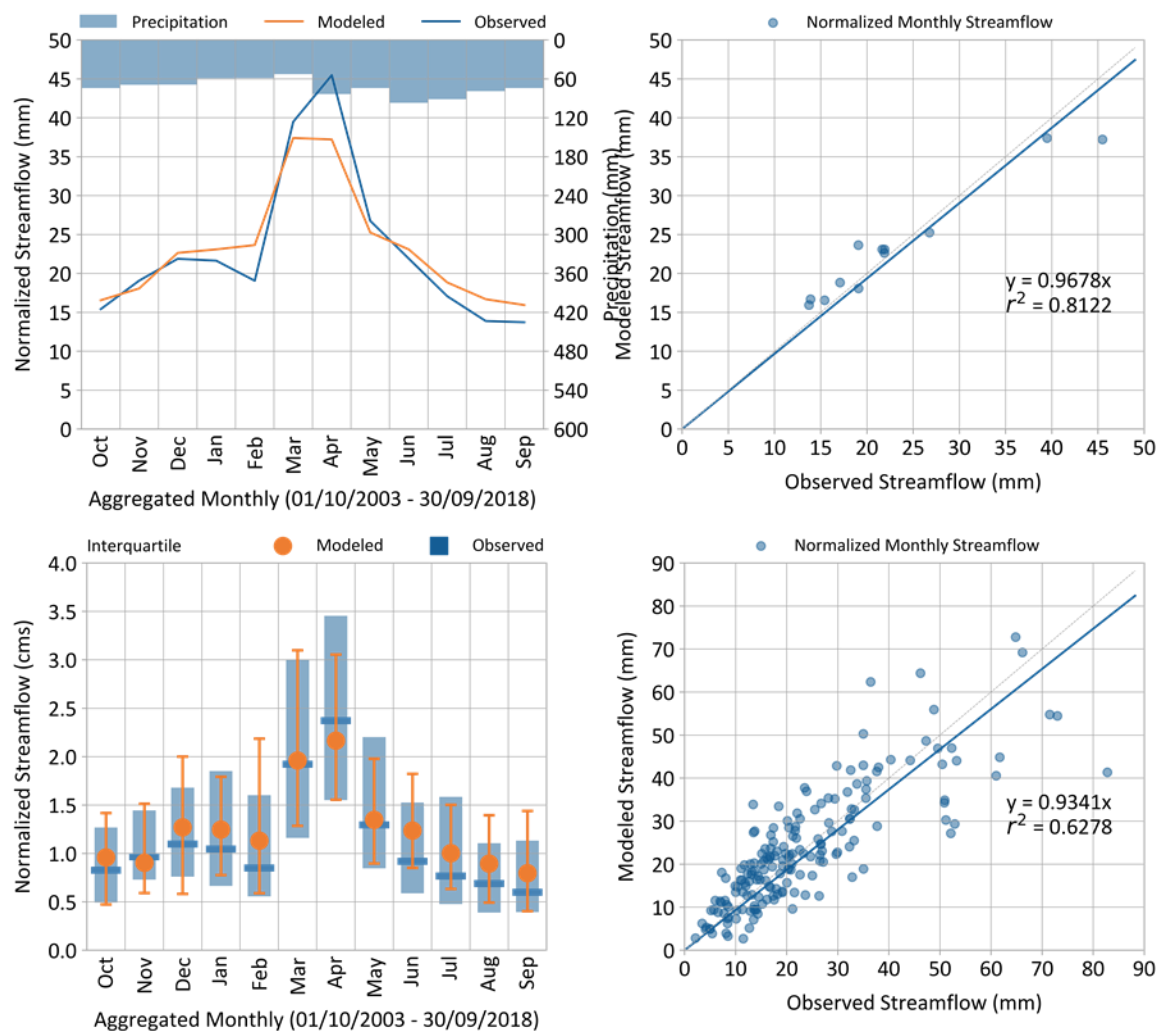 Precipitation Modeled Observed
Normalized Streamflow (mm)
50
45
40
35
30
25
20
15
10
5
0
0
60
120
180
240
300
360
420
480
540
600
Precipitation (mm)
Oct Nov Dec Jan Feb Mar Apr May Jun Jul Aug Sep
Aggregated Monthly (01/10/2003 - 30/09/2018)
Normalized Monthly Streamflow
Modeled Streamflow (mm)
50
45
40
35
30
25
20
15
10
5
0
y = 0.9678x
r² = 0.8122
0 5 10 15 20 25 30 35 40 45 50
Observed Streamflow (mm)
Interquartile Modeled Observed
Normalized Streamflow (cms)
4.0
3.5
3.0
2.5
2.0
1.5
1.0
0.5
0.0
Oct Nov Dec Jan Feb Mar Apr May Jun Jul Aug Sep
Aggregated Monthly (01/10/2003 - 30/09/2018)
Normalized Monthly Streamflow
Modeled Streamflow (mm)
90
80
70
60
50
40
30
20
10
0
y = 0.9341x
r² = 0.6278
0 10 20 30 40 50 60 70 80 90
Observed Streamflow (mm)